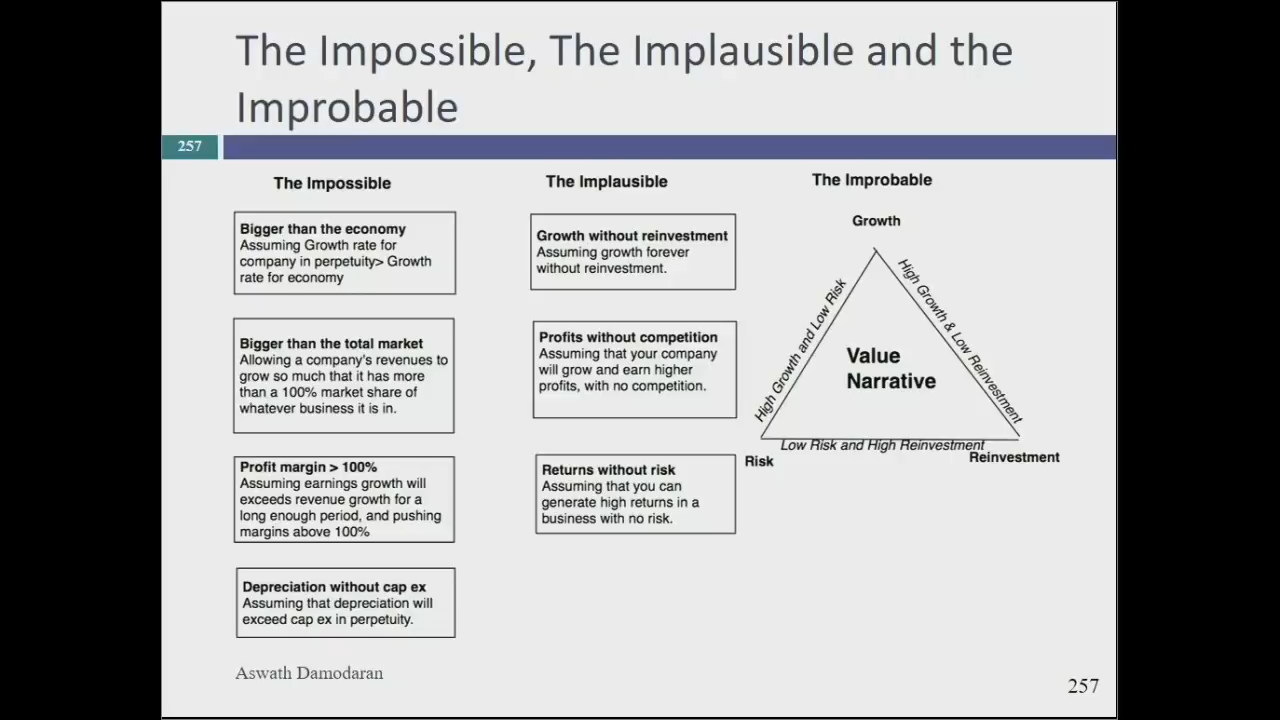 The Impossible, The Implausible and the
Improbable
257
The Impossible
Bigger than the economy
Assuming Growth rate for
company in perpetuity> Growth
rate for economy
Bigger than the total market
Allowing a company's revenues to
grow so much that it has more
than a 100% market share of
whatever business it is in.
Profit margin > 100%
Assuming earnings growth will
exceeds revenue growth for a
long enough period, and pushing
margins above 100%
Depreciation without cap ex
Assuming that depreciation will
exceed cap ex in perpetuity.
The Implausible
Growth without reinvestment
Assuming growth forever
without reinvestment.
Profits without competition
Assuming that your company
will grow and earn higher
profits, with no competition.
Returns without risk
Assuming that you can
generate high returns in a
business with no risk.
The Improbable
Growth
High Growth and Low Risk
High Growth & Low Reinvestment
Value
Narrative
Low Risk and High Reinvestment
Risk
Reinvestment
Aswath Damodaran
257